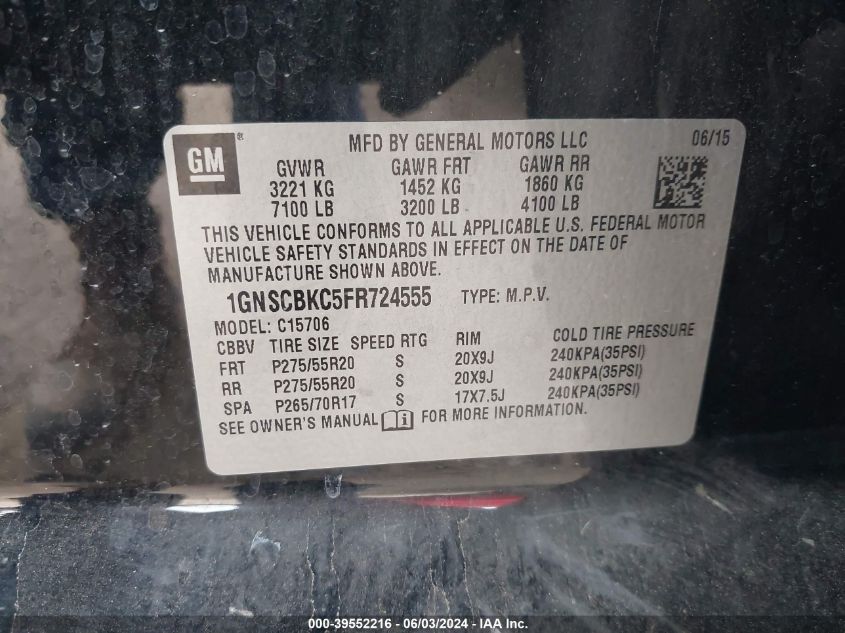 GM ® MFD BY GENERAL MOTORS LLC 06/15
GVWR GAWR FRT GAWR RR
3221 KG 1452 KG 1860 KG
7100 LB 3200 LB 4100 LB
THIS VEHICLE CONFORMS TO ALL APPLICABLE U.S. FEDERAL MOTOR
VEHICLE SAFETY STANDARDS IN EFFECT ON THE DATE OF
MANUFACTURE SHOWN ABOVE.
1GNSCBKC5FR724555 TYPE: M.P.V.
MODEL: C15706
CBBV TIRE SIZE SPEED RTG RIM COLD TIRE PRESSURE
FRT P275/55R20 S 20X9J 240KPA(35PSI)
RR P275/55R20 S 20X9J 240KPA(35PSI)
SPA P265/70R17 S 17X7.5J 240KPA(35PSI)
SEE OWNER'S MANUAL FOR MORE INFORMATION.
000-39552216 - 06/03/2024 - IAA Inc.